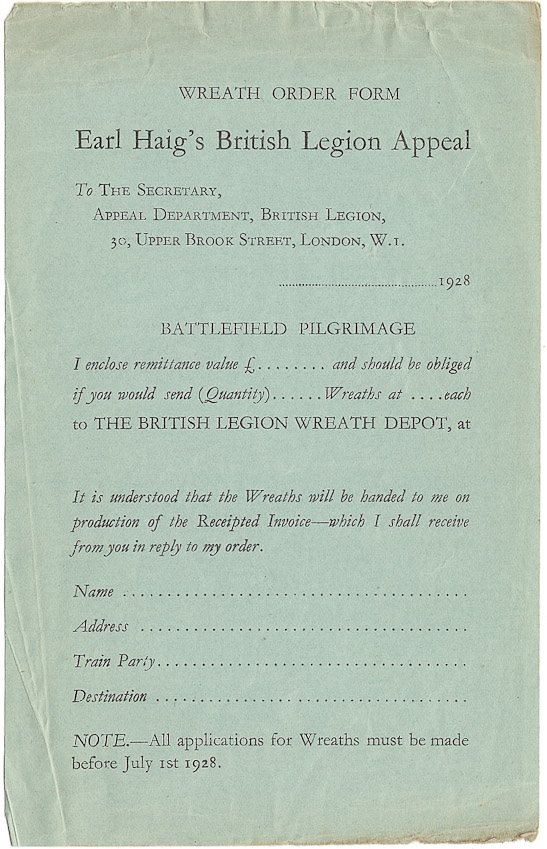 WREATH ORDER FORM
Earl Haig's British Legion Appeal
To THE SECRETARY,
APPEAL DEPARTMENT, BRITISH LEGION,
30, UPPER BROOK STREET, LONDON, W.1.
................................................1928
BATTLEFIELD PILGRIMAGE
I enclose remittance value £........ and should be obliged
if you would send (Quantity)......Wreaths at ....each
to THE BRITISH LEGION WREATH DEPOT, at
It is understood that the Wreaths will be handed to me on
production of the Receipted Invoice—which I shall receive
from you in reply to my order.
Name ......................................
Address ....................................
Train Party..................................
Destination ..................................
NOTE.—All applications for Wreaths must be made
before July 1st 1928.